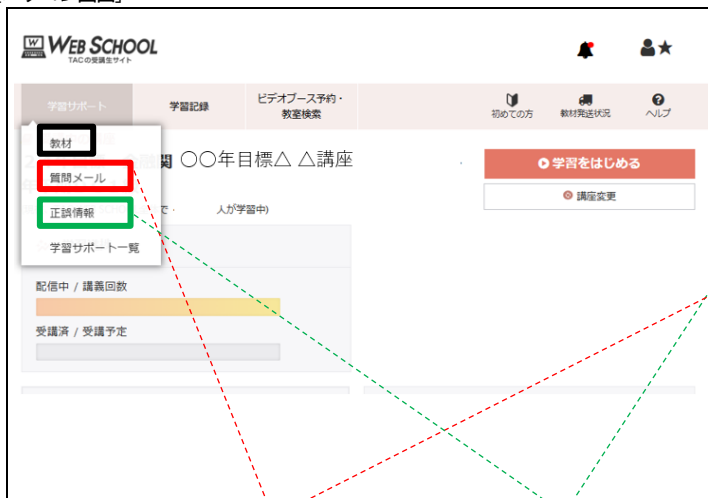 WEB SCHOOL
TACの受講生サイト
学習サポート
学習記録
ビデオブース予約・
教室検索
初めての方
教材発送状況
ヘルプ
教材
質問メール
正誤情報
学習サポート一覧
〇〇年目標△ △講座
人が学習中)
学習をはじめる
講座変更
配信中 / 講義回数
受講済 / 受講予定